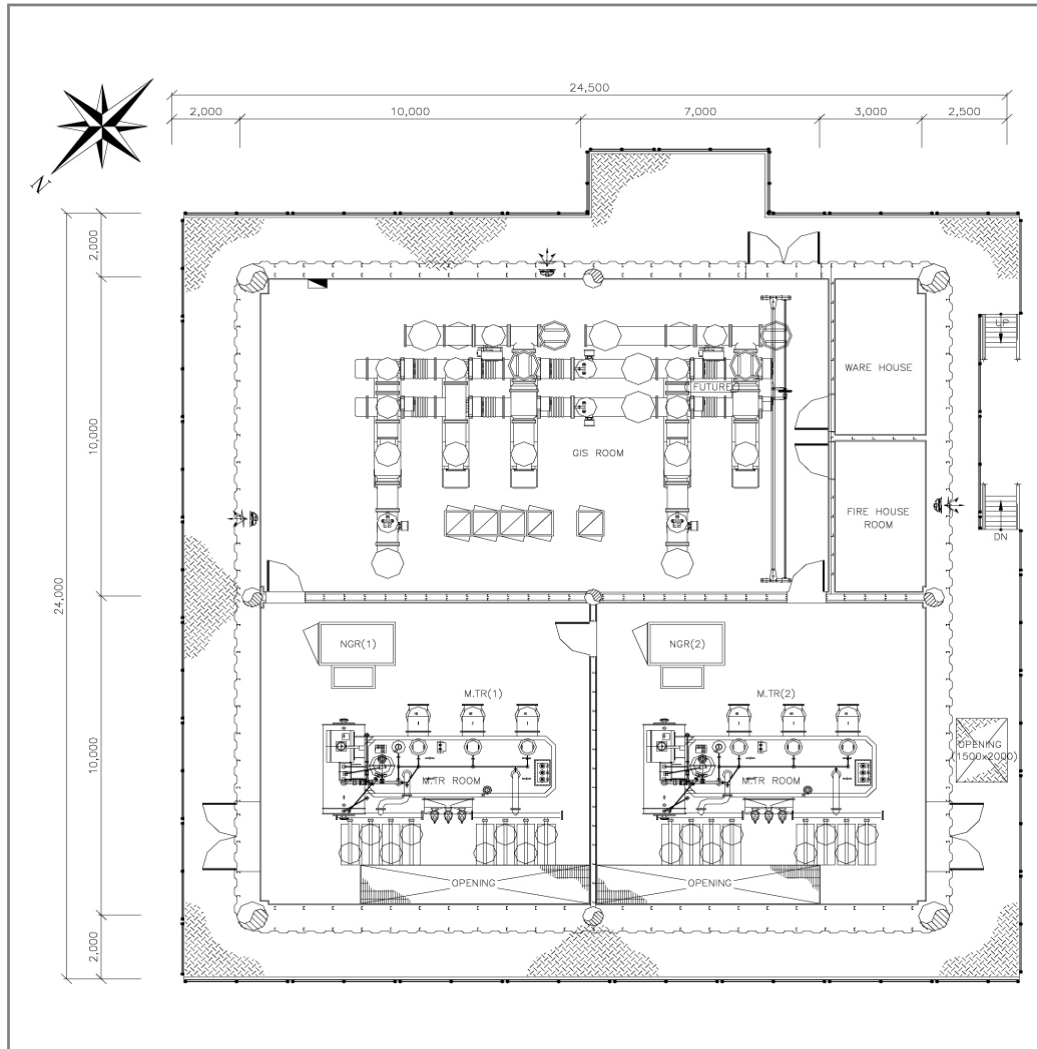 24,500
2,000
10,000
7,000
3,000
2,500
N
2,000
UP
WARE HOUSE
FUTURE
10,000
GIS ROOM
FIRE HOUSE
ROOM
DN
24,000
NGR(1)
NGR(2)
M.TR(1)
M.TR(2)
OPENING
(1500x2000)
10,000
M.TR ROOM
M.TR ROOM
OPENING
OPENING
2,000